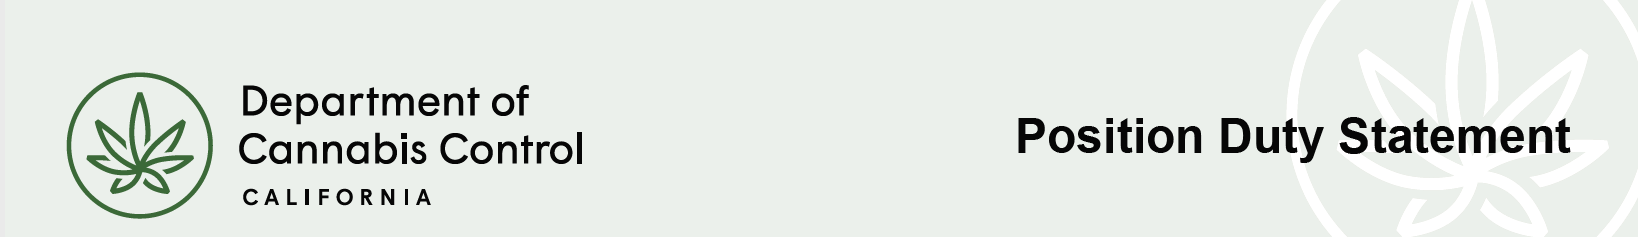 Department of
Cannabis Control
CALIFORNIA
Position Duty Statement